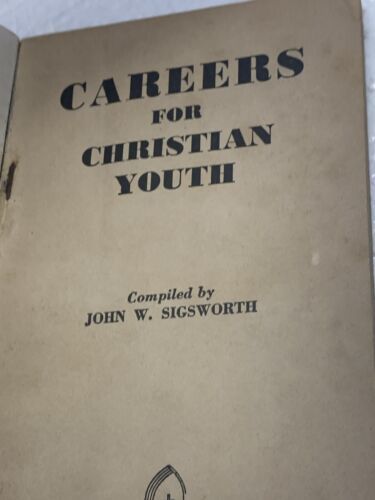 CAREERS
FOR
CHRISTIAN
YOUTH
Compiled by
JOHN W. SIGSWORTH